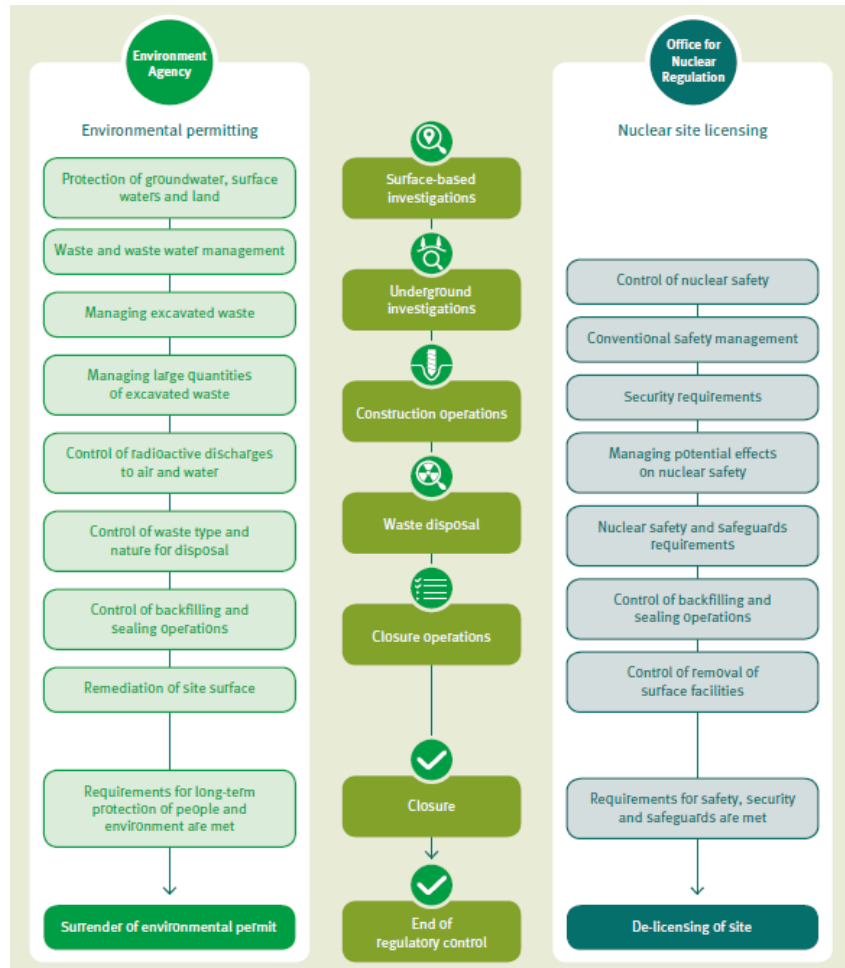 Environment
Agency
Environmental permitting
Protection of groundwater, surface
waters and land
Waste and waste water management
Managing excavated waste
Managing large quantities
of excavated waste
Control of radioactive discharges
to air and water
Control of waste type and
nature for disposal
Control of backfilling and
sealing operations
Remediation of site surface
Requirements for long-term
protection of people and
environment are met
Surrender of environmental permit
Surface-based
investigations
Underground
investigations
Construction operations
Waste disposal
Closure operations
Closure
End of
regulatory control
Office for
Nuclear
Regulation
Nuclear site licensing
Control of nuclear safety
Conventional safety management
Security requirements
Managing potential effects
on nuclear safety
Nuclear safety and safeguards
requirements
Control of backfilling and
sealing operations
Control of removal of
surface facilities
Requirements for safety, security
and safeguards are met
De-licensing of site